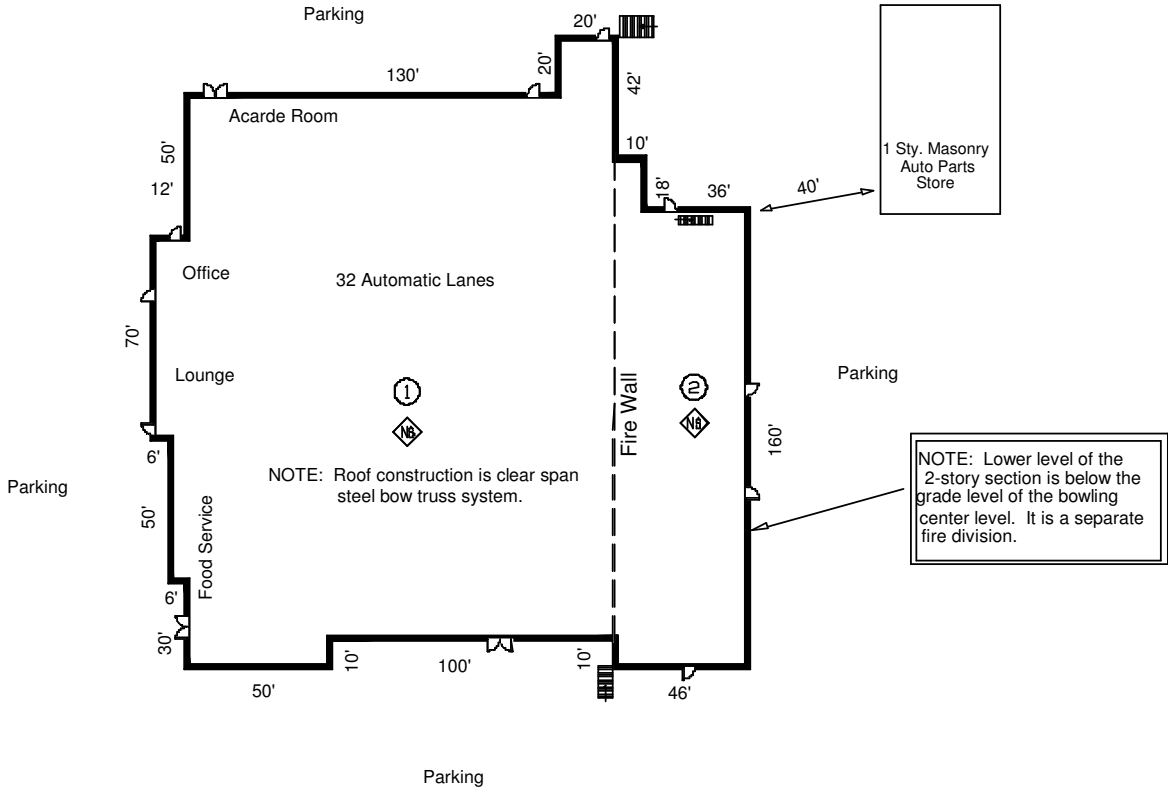 Parking
20'
130'
20'
42'
Acarde Room
50'
12'
10'
18'
36'
40'
1 Sty. Masonry
Auto Parts
Store
Office
32 Automatic Lanes
70'
Lounge
1
Fire Wall
2
Parking
160'
6'
NOTE: Roof construction is clear span
steel bow truss system.
NOTE: Lower level of the
2-story section is below the
grade level of the bowling
center level. It is a separate
fire division.
Parking
50'
Food Service
6'
30'
10'
100'
10'
50'
46'
Parking